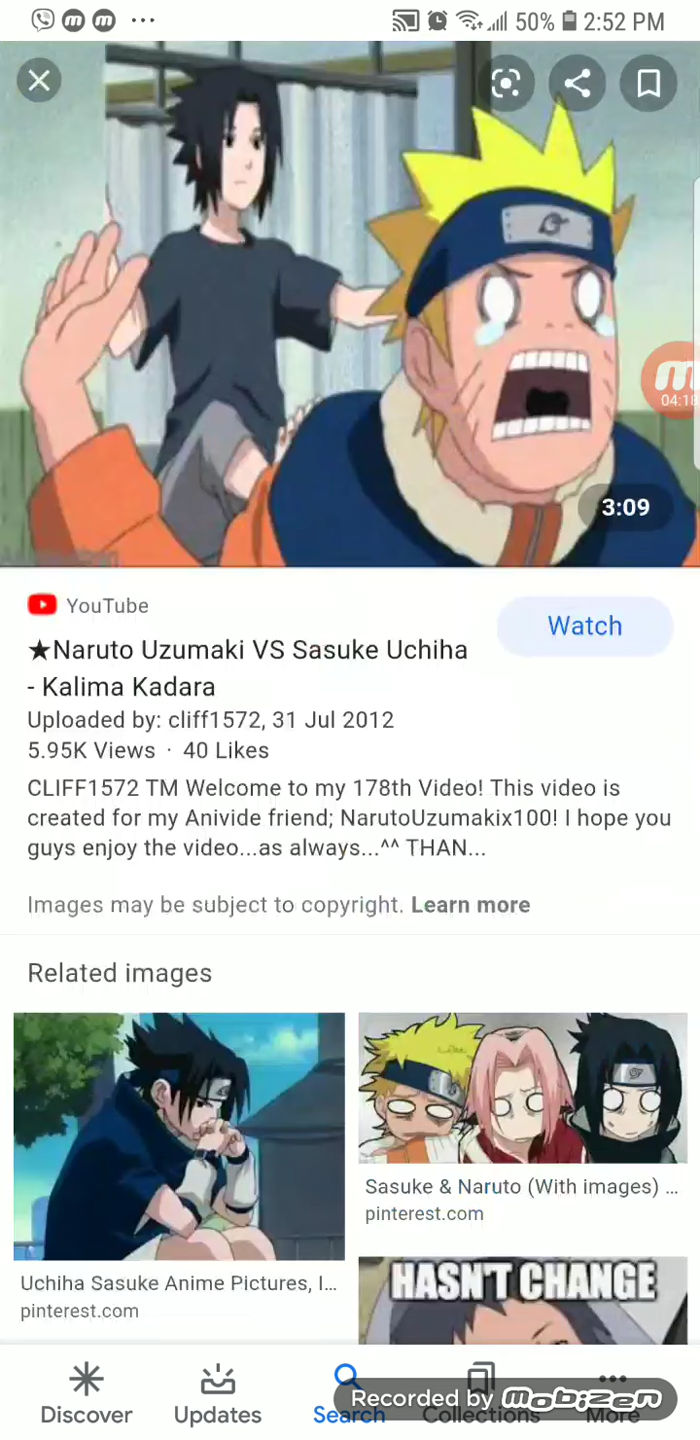 50% 2:52 PM
04:18
3:09
YouTube
Watch
★Naruto Uzumaki VS Sasuke Uchiha
- Kalima Kadara
Uploaded by: cliff1572, 31 Jul 2012
5.95K Views · 40 Likes
CLIFF1572 TM Welcome to my 178th Video! This video is
created for my Anivide friend; NarutoUzumakix100! I hope you
guys enjoy the video...as always...^^ THAN...
Images may be subject to copyright. Learn more
Related images
Sasuke & Naruto (With images) ...
pinterest.com
Uchiha Sasuke Anime Pictures, I...
pinterest.com
HASN'T CHANGE
Recorded by mobizen
Discover Updates Search Collections More